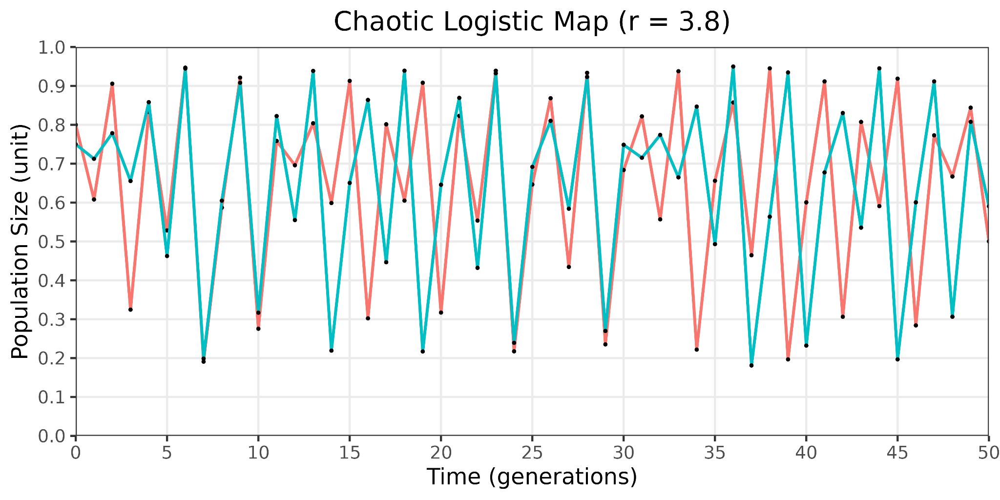 Chaotic Logistic Map (r = 3.8)
Population Size (unit)
1.0
0.9
0.8
0.7
0.6
0.5
0.4
0.3
0.2
0.1
0.0
0 5 10 15 20 25 30 35 40 45 50
Time (generations)